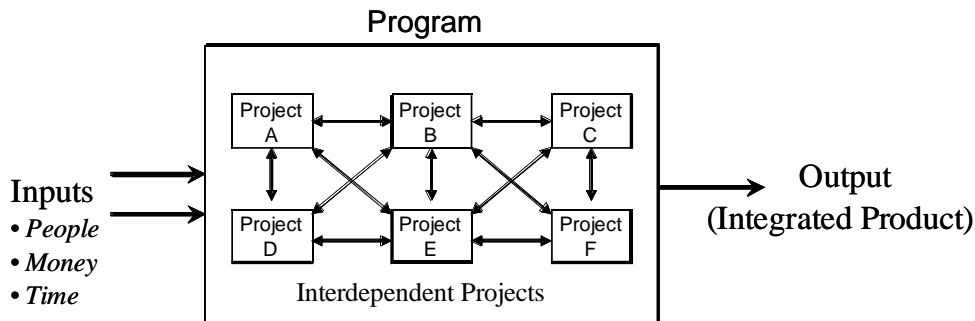 Program
Project
A
Project
B
Project
C
Inputs
• People
• Money
• Time
Project
D
Project
E
Project
F
Interdependent Projects
Output
(Integrated Product)